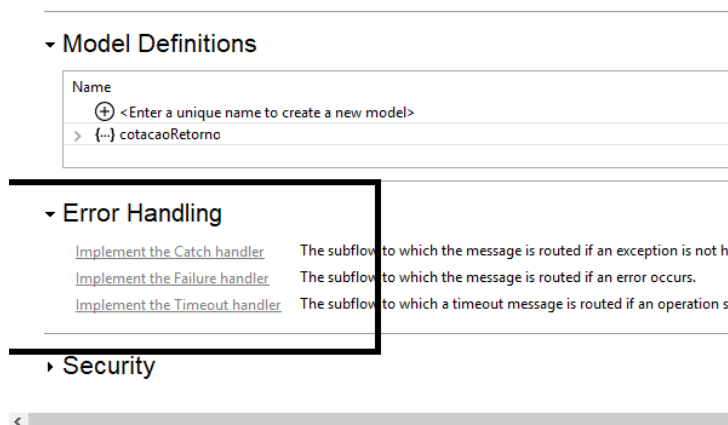 Model Definitions
Name
<Enter a unique name to create a new model>
{...} cotacaoRetorno
Error Handling
Implement the Catch handler The subflow to which the message is routed if an exception is not h
Implement the Failure handler The subflow to which the message is routed if an error occurs.
Implement the Timeout handler The subflow to which a timeout message is routed if an operation s
Security